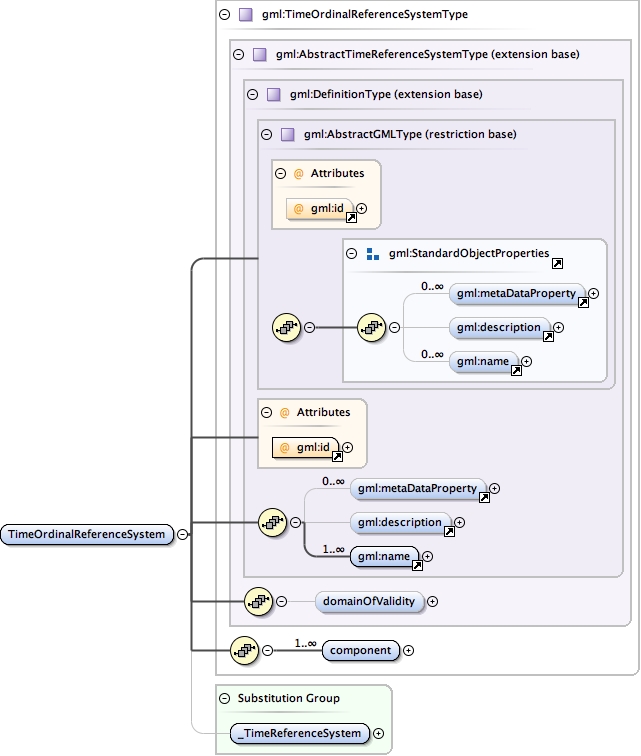 gml:TimeOrdinalReferenceSystemType
gml:AbstractTimeReferenceSystemType (extension base)
gml:DefinitionType (extension base)
gml:AbstractGMLType (restriction base)
@ Attributes
@ gml:id
gml:StandardObjectProperties
0..∞
gml:metaDataProperty
gml:description
0..∞
gml:name
@ Attributes
@ gml:id
0..∞
gml:metaDataProperty
gml:description
1..∞
gml:name
TimeOrdinalReferenceSystem
domainOfValidity
1..∞
component
Substitution Group
_TimeReferenceSystem